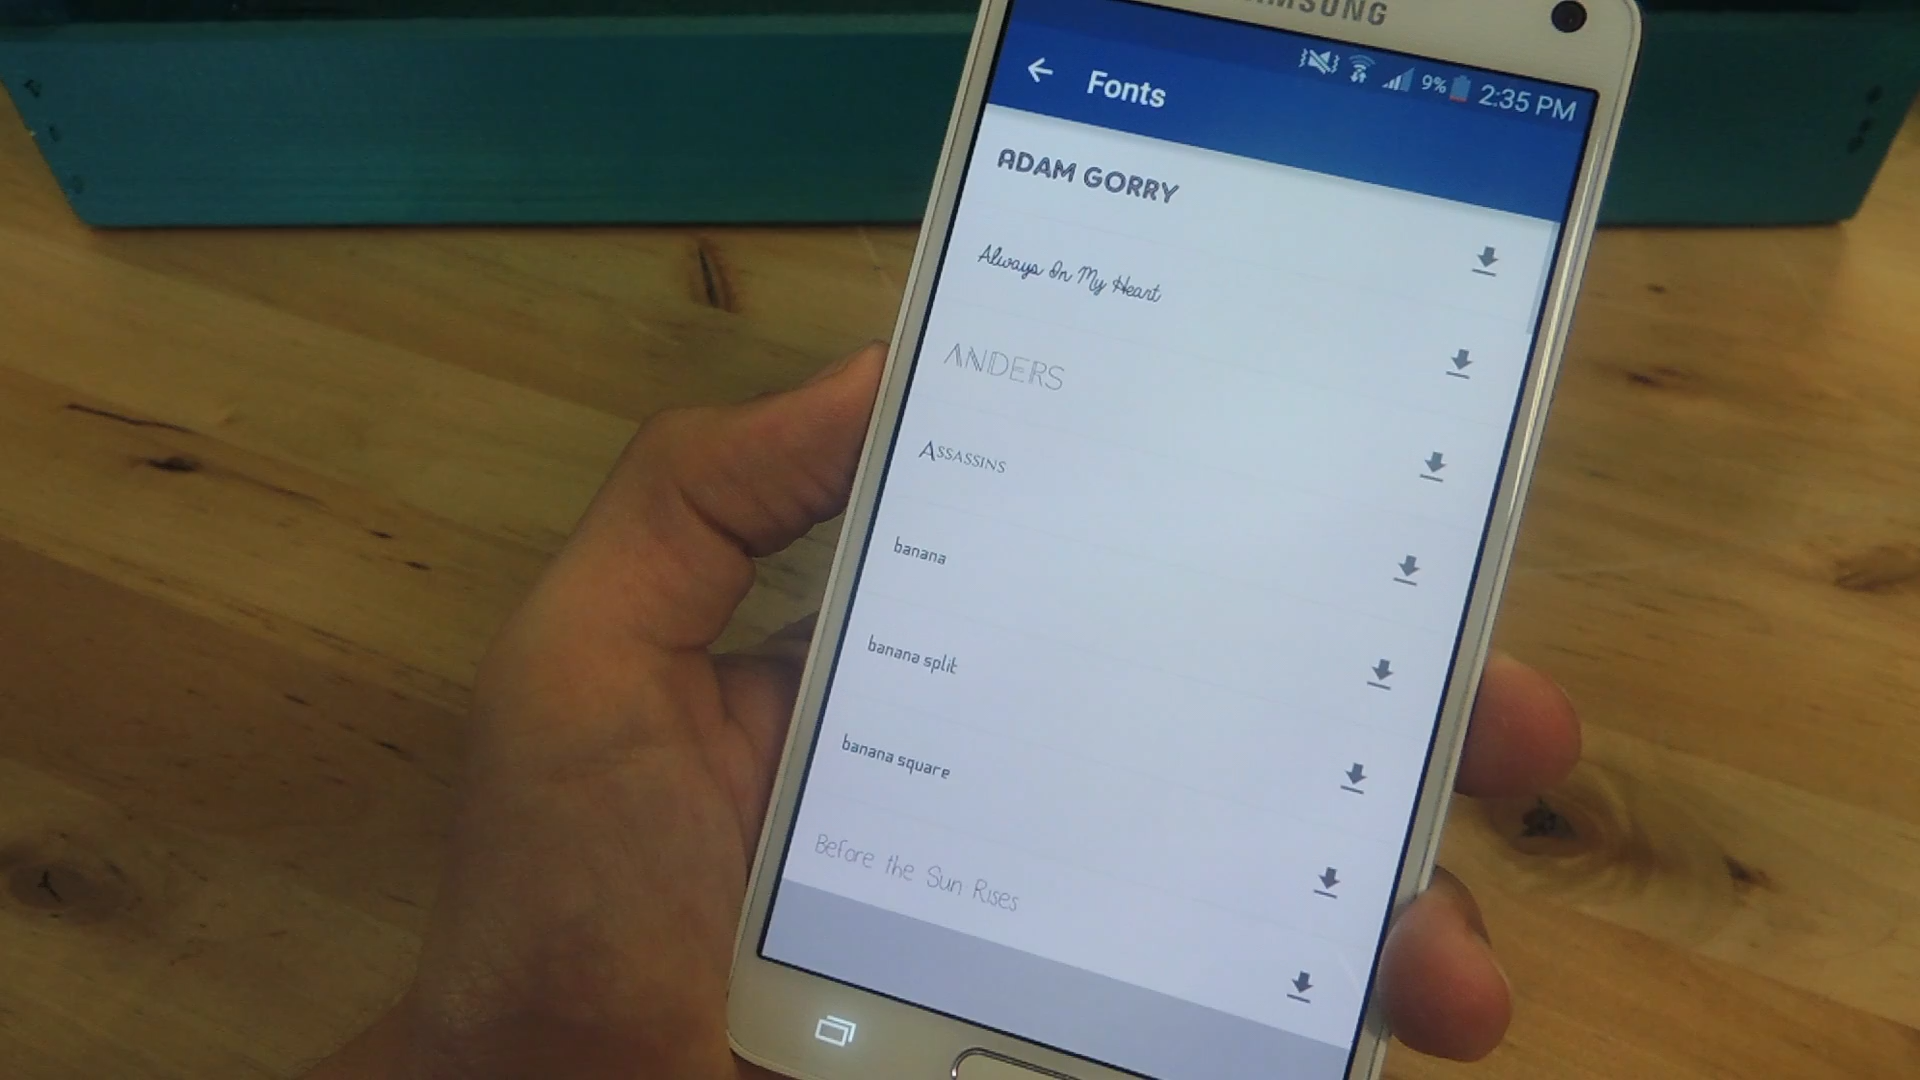 SAMSUNG
9% 2:35 PM
Fonts
ADAM GORRY
Always In My Heart
ANDERS
Assassins
banana
banana split
banana square
Before the Sun Rises